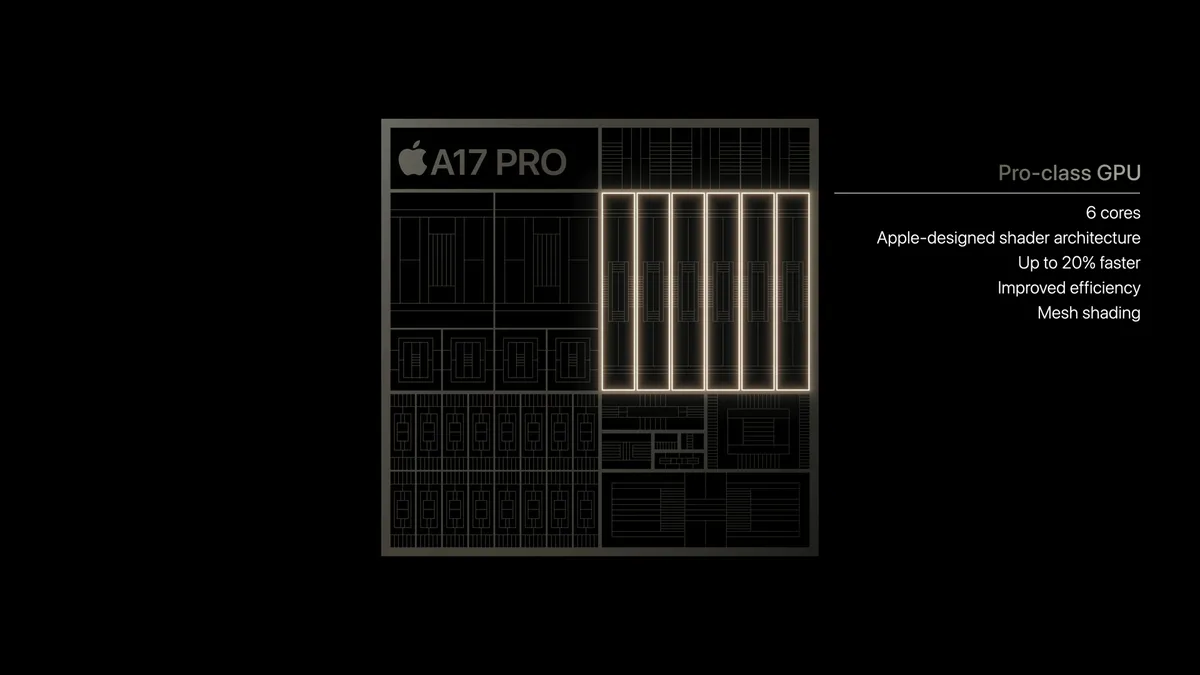 A17 PRO
Pro-class GPU
6 cores
Apple-designed shader architecture
Up to 20% faster
Improved efficiency
Mesh shading